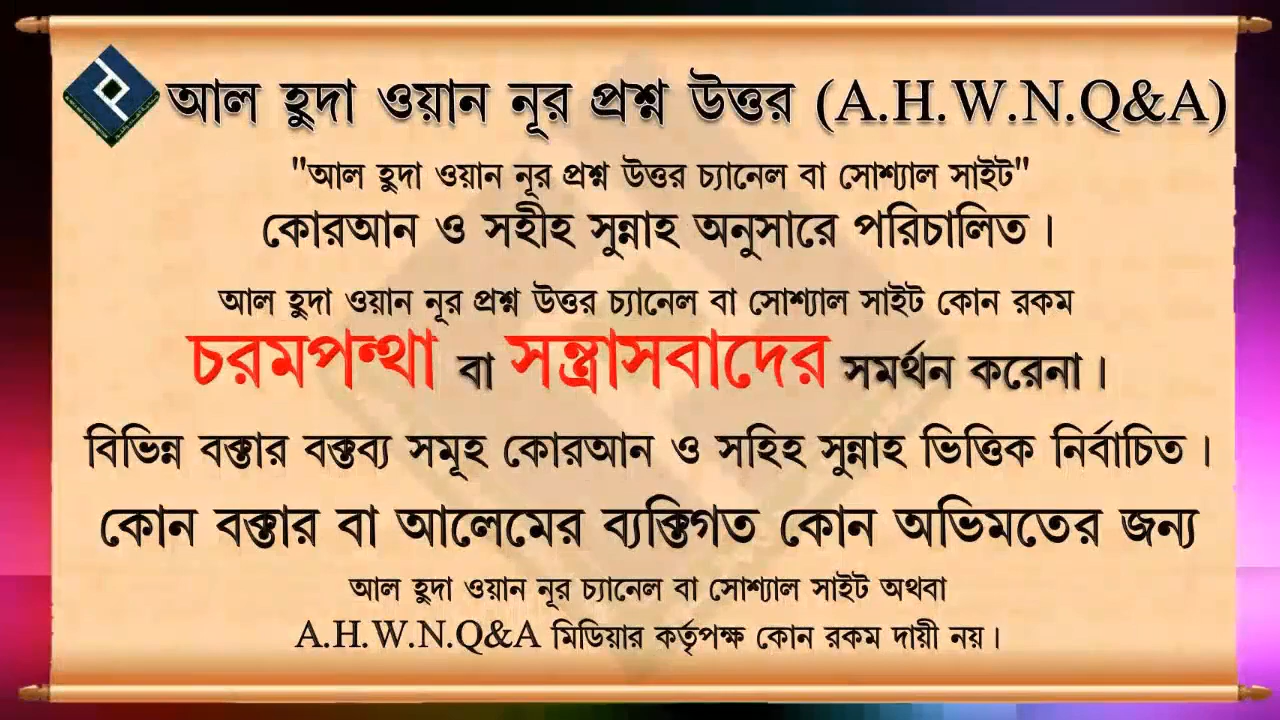 আল হুদা ওয়ান নূর প্রশ্ন উত্তর (A.H.W.N.Q&A)
"আল হুদা ওয়ান নূর প্রশ্ন উত্তর চ্যানেল বা সোশ্যাল সাইট"
কোরআন ও সহীহ সুন্নাহ অনুসারে পরিচালিত।
আল হুদা ওয়ান নূর প্রশ্ন উত্তর চ্যানেল বা সোশ্যাল সাইট কোন রকম
চরমপন্থা বা সন্ত্রাসবাদের সমর্থন করেনা।
বিভিন্ন বক্তার বক্তব্য সমূহ কোরআন ও সহিহ সুন্নাহ ভিত্তিক নির্বাচিত।
কোন বক্তার বা আলেমের ব্যক্তিগত কোন অভিমতের জন্য
আল হুদা ওয়ান নূর চ্যানেল বা সোশ্যাল সাইট অথবা
A.H.W.N.Q&A মিডিয়ার কর্তৃপক্ষ কোন রকম দায়ী নয়।